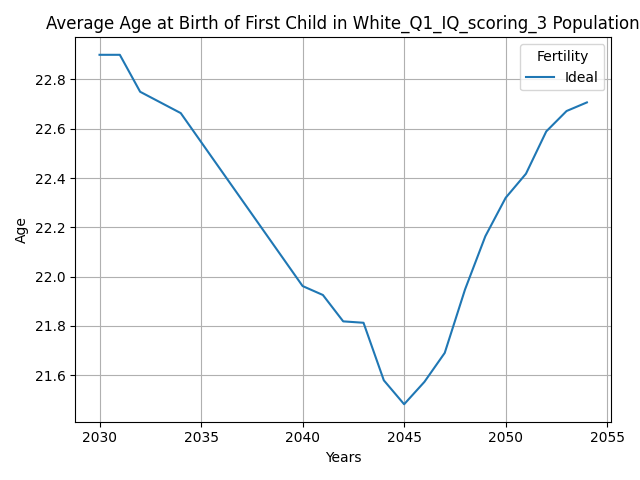 Average Age at Birth of First Child in White_Q1_IQ_scoring_3 Population
Fertility
Ideal
22.8
22.6
22.4
22.2
22.0
21.8
21.6
Age
2030
2035
2040
2045
2050
2055
Years